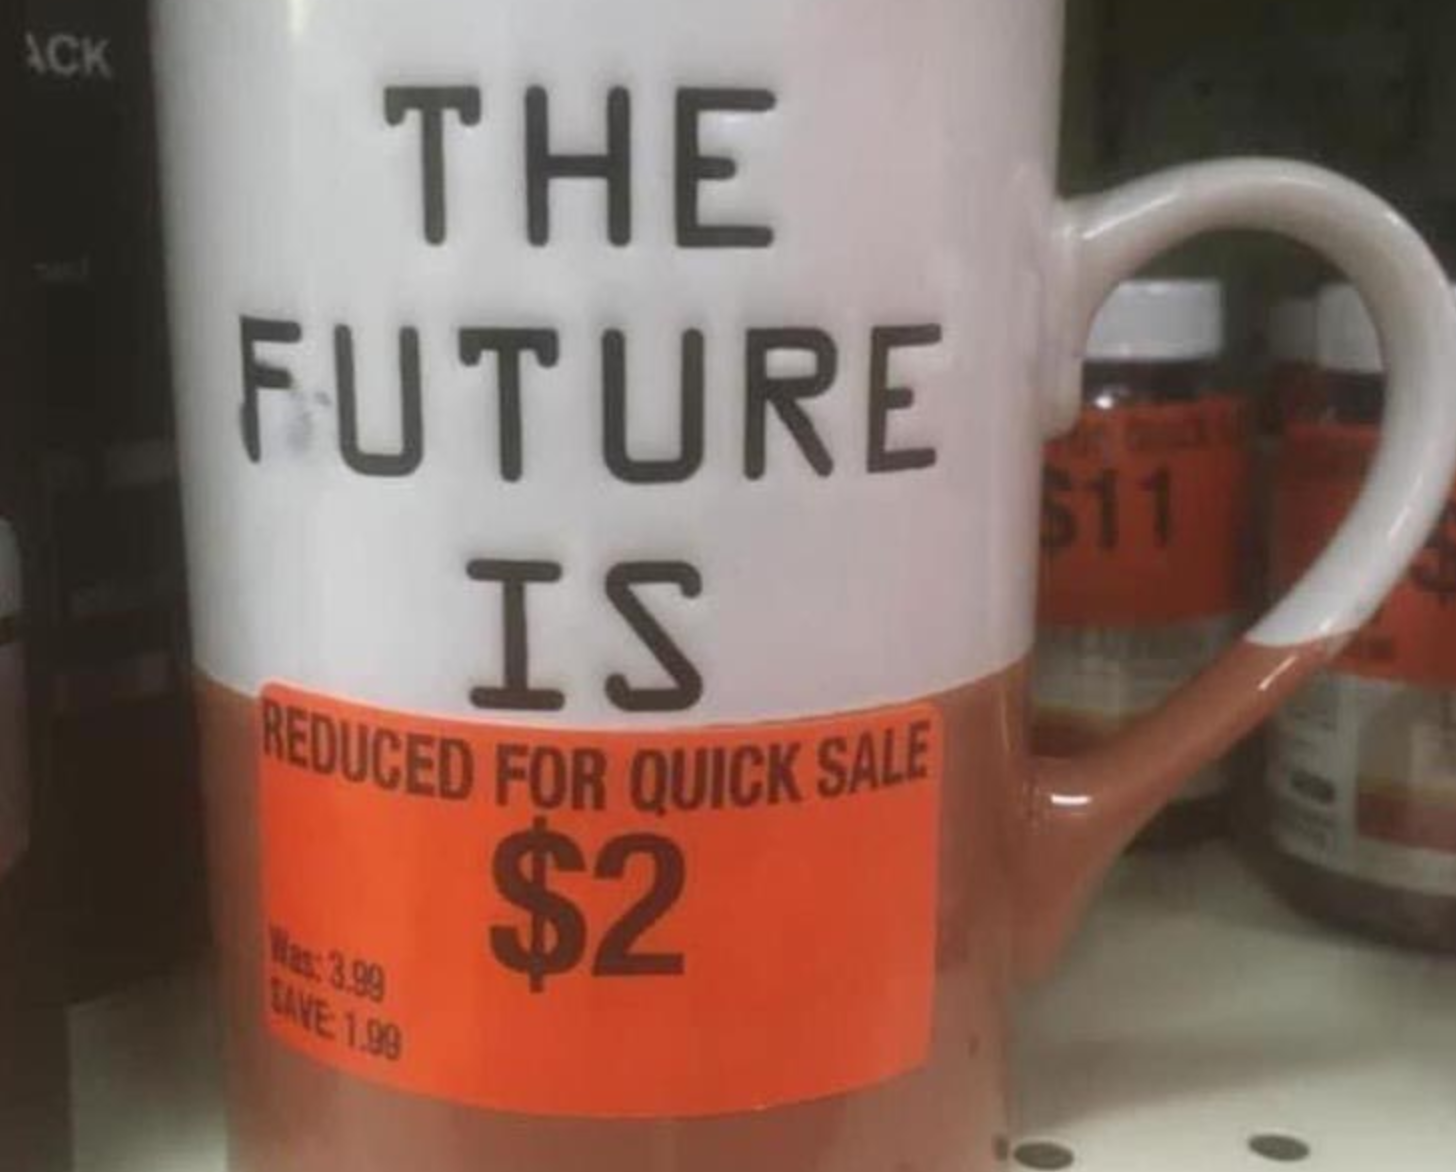 THE
FUTURE
IS
REDUCED FOR QUICK SALE
$2
Was: 3.99
SAVE: 1.99
ACK
$11